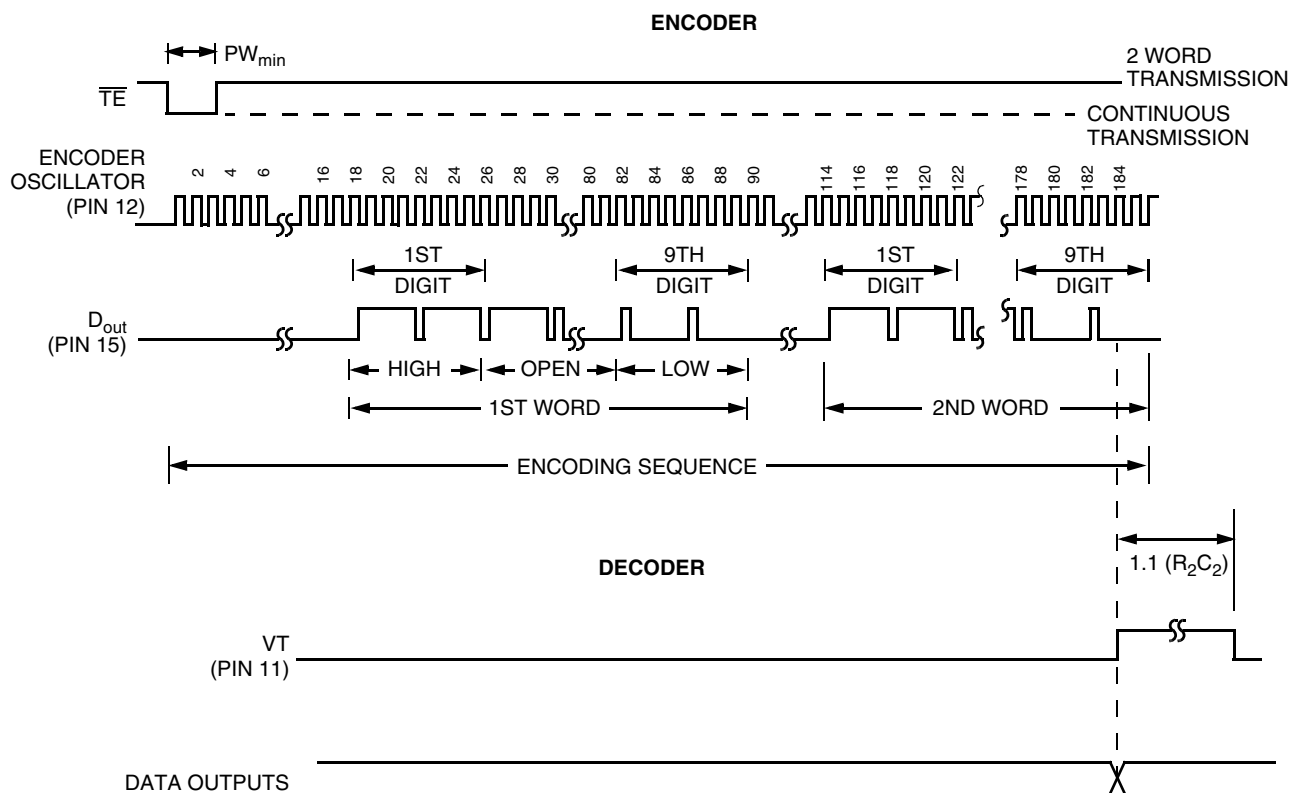 ENCODER
PWmin
TE
2 WORD
TRANSMISSION
CONTINUOUS
TRANSMISSION
ENCODER
OSCILLATOR
(PIN 12)
2 4 6 16 18 20 22 24 26 28 30 80 82 84 86 88 90 114 116 118 120 122 178 180 182 184
1ST
DIGIT
9TH
DIGIT
1ST
DIGIT
9TH
DIGIT
Dout
(PIN 15)
HIGH OPEN LOW
1ST WORD 2ND WORD
ENCODING SEQUENCE
DECODER
1.1 (R2C2)
VT
(PIN 11)
DATA OUTPUTS